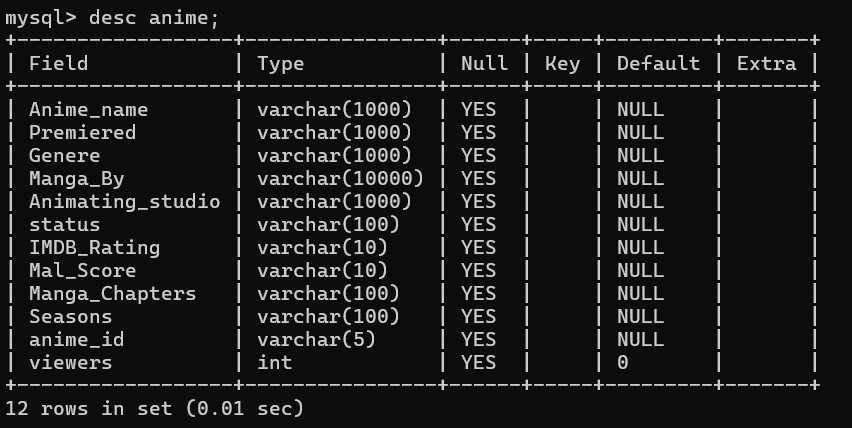 mysql> desc anime;
+------------------+----------------+------+-----+---------+-------+
| Field            | Type           | Null | Key | Default | Extra |
+------------------+----------------+------+-----+---------+-------+
| Anime_name       | varchar(1000)  | YES  |     | NULL    |       |
| Premiered        | varchar(1000)  | YES  |     | NULL    |       |
| Genere           | varchar(1000)  | YES  |     | NULL    |       |
| Manga_By         | varchar(10000) | YES  |     | NULL    |       |
| Animating_studio | varchar(1000)  | YES  |     | NULL    |       |
| status           | varchar(100)   | YES  |     | NULL    |       |
| IMDB_Rating      | varchar(10)    | YES  |     | NULL    |       |
| Mal_Score        | varchar(10)    | YES  |     | NULL    |       |
| Manga_Chapters   | varchar(100)   | YES  |     | NULL    |       |
| Seasons          | varchar(100)   | YES  |     | NULL    |       |
| anime_id         | varchar(5)     | YES  |     | NULL    |       |
| viewers          | int            | YES  |     | 0       |       |
+------------------+----------------+------+-----+---------+-------+
12 rows in set (0.01 sec)